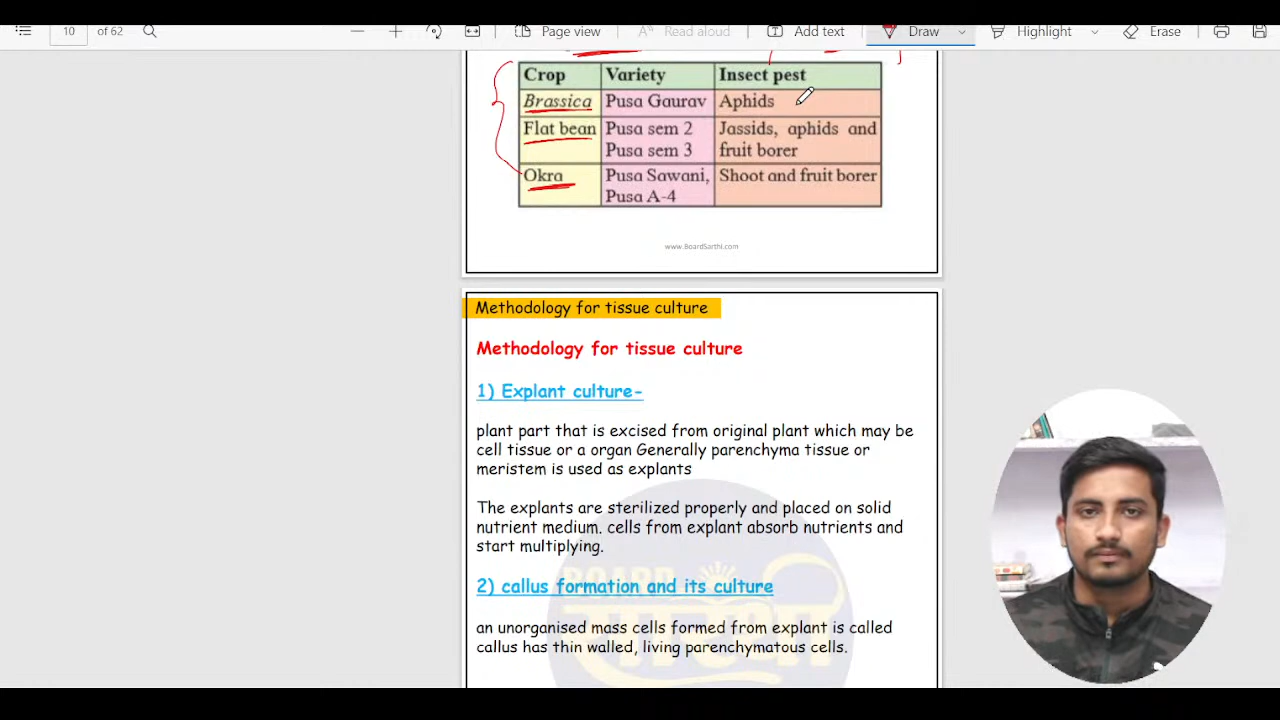 10 of 62 Page view Read aloud Add text Draw Highlight Erase
Crop Variety Insect pest
Brassica Pusa Gaurav Aphids
Flat bean Pusa sem 2 Jassids, aphids and
Pusa sem 3 fruit borer
Okra Pusa Sawani, Shoot and fruit borer
Pusa A-4
www.BoardSarthi.com
Methodology for tissue culture
Methodology for tissue culture
1) Explant culture-
plant part that is excised from original plant which may be
cell tissue or a organ Generally parenchyma tissue or
meristem is used as explants
The explants are sterilized properly and placed on solid
nutrient medium. cells from explant absorb nutrients and
start multiplying.
2) callus formation and its culture
BOARD
an unorganised mass cells formed from explant is called
callus has thin walled, living parenchymatous cells.